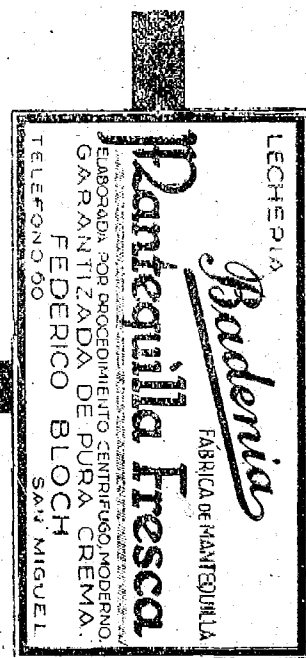 LECHERIA
Badenia
FÁBRICA DE MANTEQUILLA
Mantequilla Fresca
ELABORADA POR PROCEDIMIENTO CENTRIFUGO, MODERNO,
GARANTIZADA DE PURA CREMA.
FEDERICO BLOCH
TELEFONO 60 SAN MIGUEL